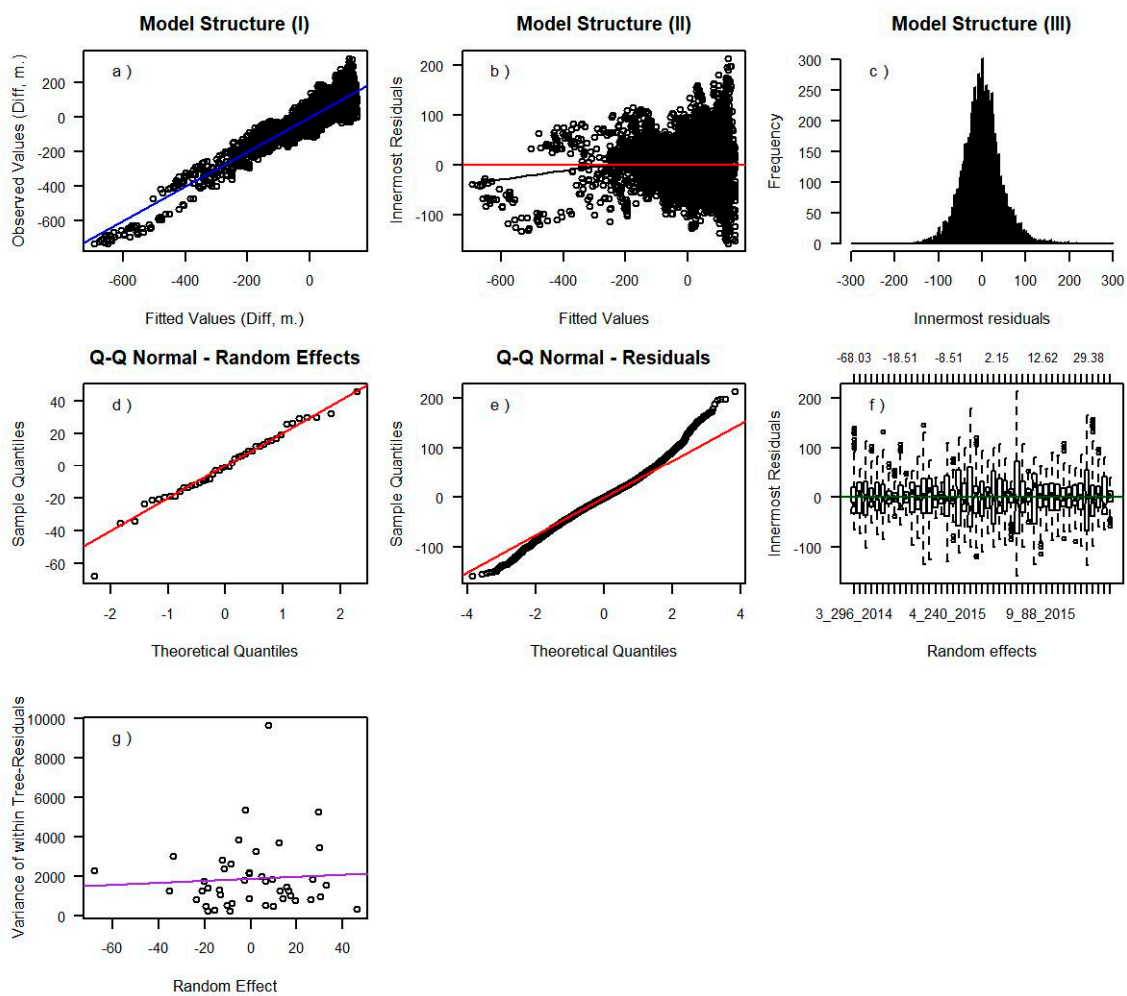 Model Structure (I)
Observed Values (Diff, m.)
a )
200
0
-200
-400
-600
-600 -400 -200 0
Fitted Values (Diff, m.)
Model Structure (II)
Innermost Residuals
b )
200
100
0
-100
-600 -400 -200 0
Fitted Values
Model Structure (III)
Frequency
c )
300
250
200
150
100
50
0
-300 -200 -100 0 100 200 300
Innermost residuals
Q-Q Normal - Random Effects
Sample Quantiles
d )
40
20
0
-20
-40
-60
-2 -1 0 1 2
Theoretical Quantiles
Q-Q Normal - Residuals
Sample Quantiles
e )
200
100
0
-100
-4 -2 0 2 4
Theoretical Quantiles
-68.03 -18.51 -8.51 2.15 12.62 29.38
Innermost Residuals
f )
200
100
0
-100
3_296_2014 4_240_2015 9_88_2015
Random effects
Variance of within Tree-Residuals
g )
10000
8000
6000
4000
2000
0
-60 -40 -20 0 20 40
Random Effect